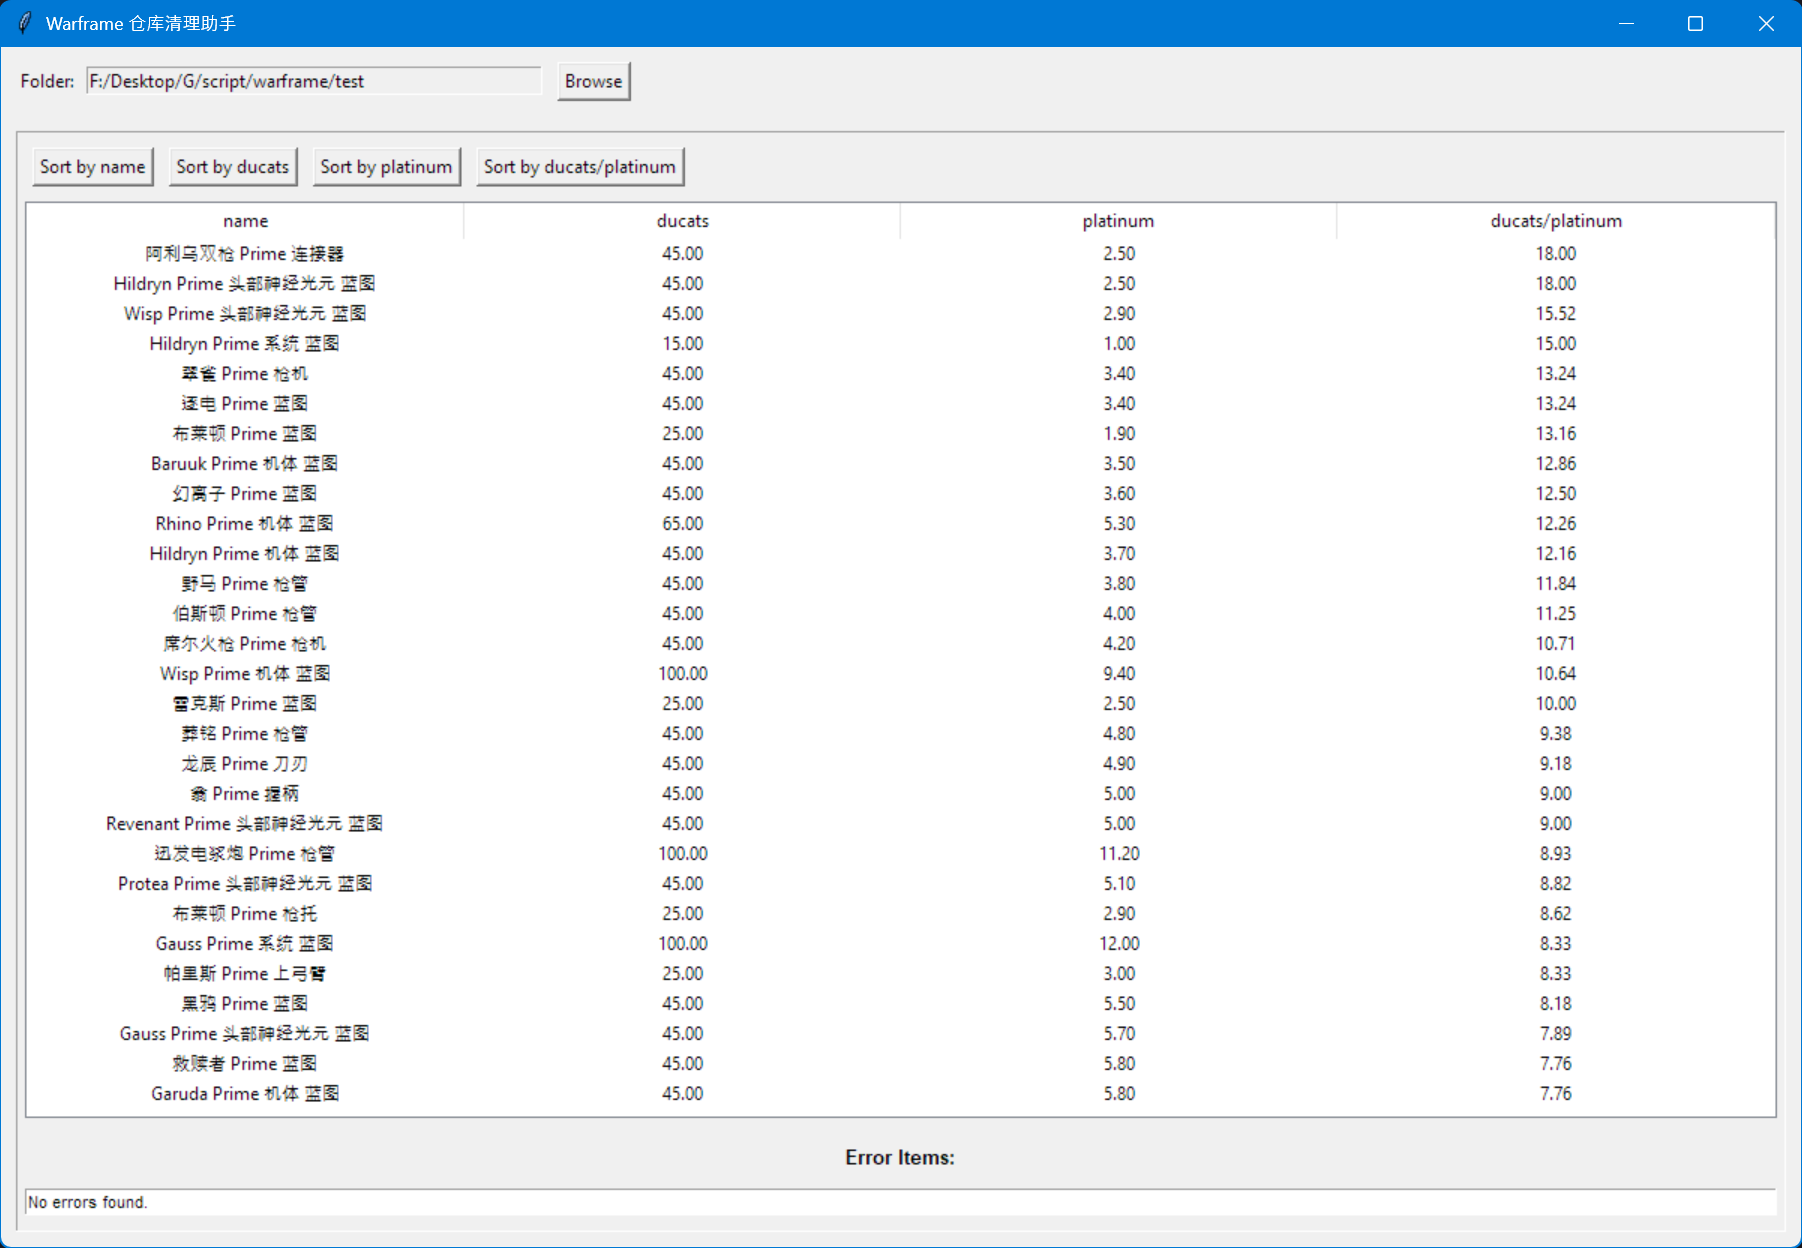 Warframe 仓库清理助手
Folder: F:/Desktop/G/script/warframe/test Browse
Sort by name Sort by ducats Sort by platinum Sort by ducats/platinum
name ducats platinum ducats/platinum
阿利乌双枪 Prime 连接器 45.00 2.50 18.00
Hildryn Prime 头部神经光元 蓝图 45.00 2.50 18.00
Wisp Prime 头部神经光元 蓝图 45.00 2.90 15.52
Hildryn Prime 系统 蓝图 15.00 1.00 15.00
翠雀 Prime 枪机 45.00 3.40 13.24
逐电 Prime 蓝图 45.00 3.40 13.24
布莱顿 Prime 蓝图 25.00 1.90 13.16
Baruuk Prime 机体 蓝图 45.00 3.50 12.86
幻离子 Prime 蓝图 45.00 3.60 12.50
Rhino Prime 机体 蓝图 65.00 5.30 12.26
Hildryn Prime 机体 蓝图 45.00 3.70 12.16
野马 Prime 枪管 45.00 3.80 11.84
伯斯顿 Prime 枪管 45.00 4.00 11.25
席尔火枪 Prime 枪机 45.00 4.20 10.71
Wisp Prime 机体 蓝图 100.00 9.40 10.64
雷克斯 Prime 蓝图 25.00 2.50 10.00
葬铭 Prime 枪管 45.00 4.80 9.38
龙辰 Prime 刀刃 45.00 4.90 9.18
翁 Prime 握柄 45.00 5.00 9.00
Revenant Prime 头部神经光元 蓝图 45.00 5.00 9.00
迅发电浆炮 Prime 枪管 100.00 11.20 8.93
Protea Prime 头部神经光元 蓝图 45.00 5.10 8.82
布莱顿 Prime 枪托 25.00 2.90 8.62
Gauss Prime 系统 蓝图 100.00 12.00 8.33
帕里斯 Prime 上弓臂 25.00 3.00 8.33
黑鸦 Prime 蓝图 45.00 5.50 8.18
Gauss Prime 头部神经光元 蓝图 45.00 5.70 7.89
救赎者 Prime 蓝图 45.00 5.80 7.76
Garuda Prime 机体 蓝图 45.00 5.80 7.76
Error Items:
No errors found.